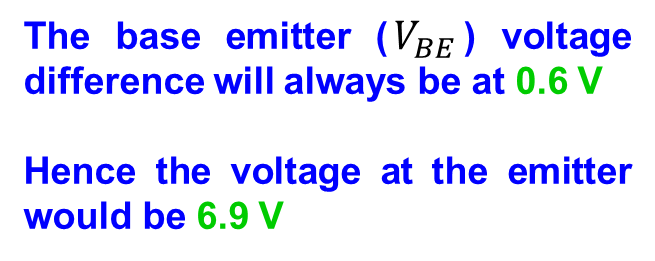 The base emitter (V_BE) voltage
difference will always be at 0.6 V
Hence the voltage at the emitter
would be 6.9 V